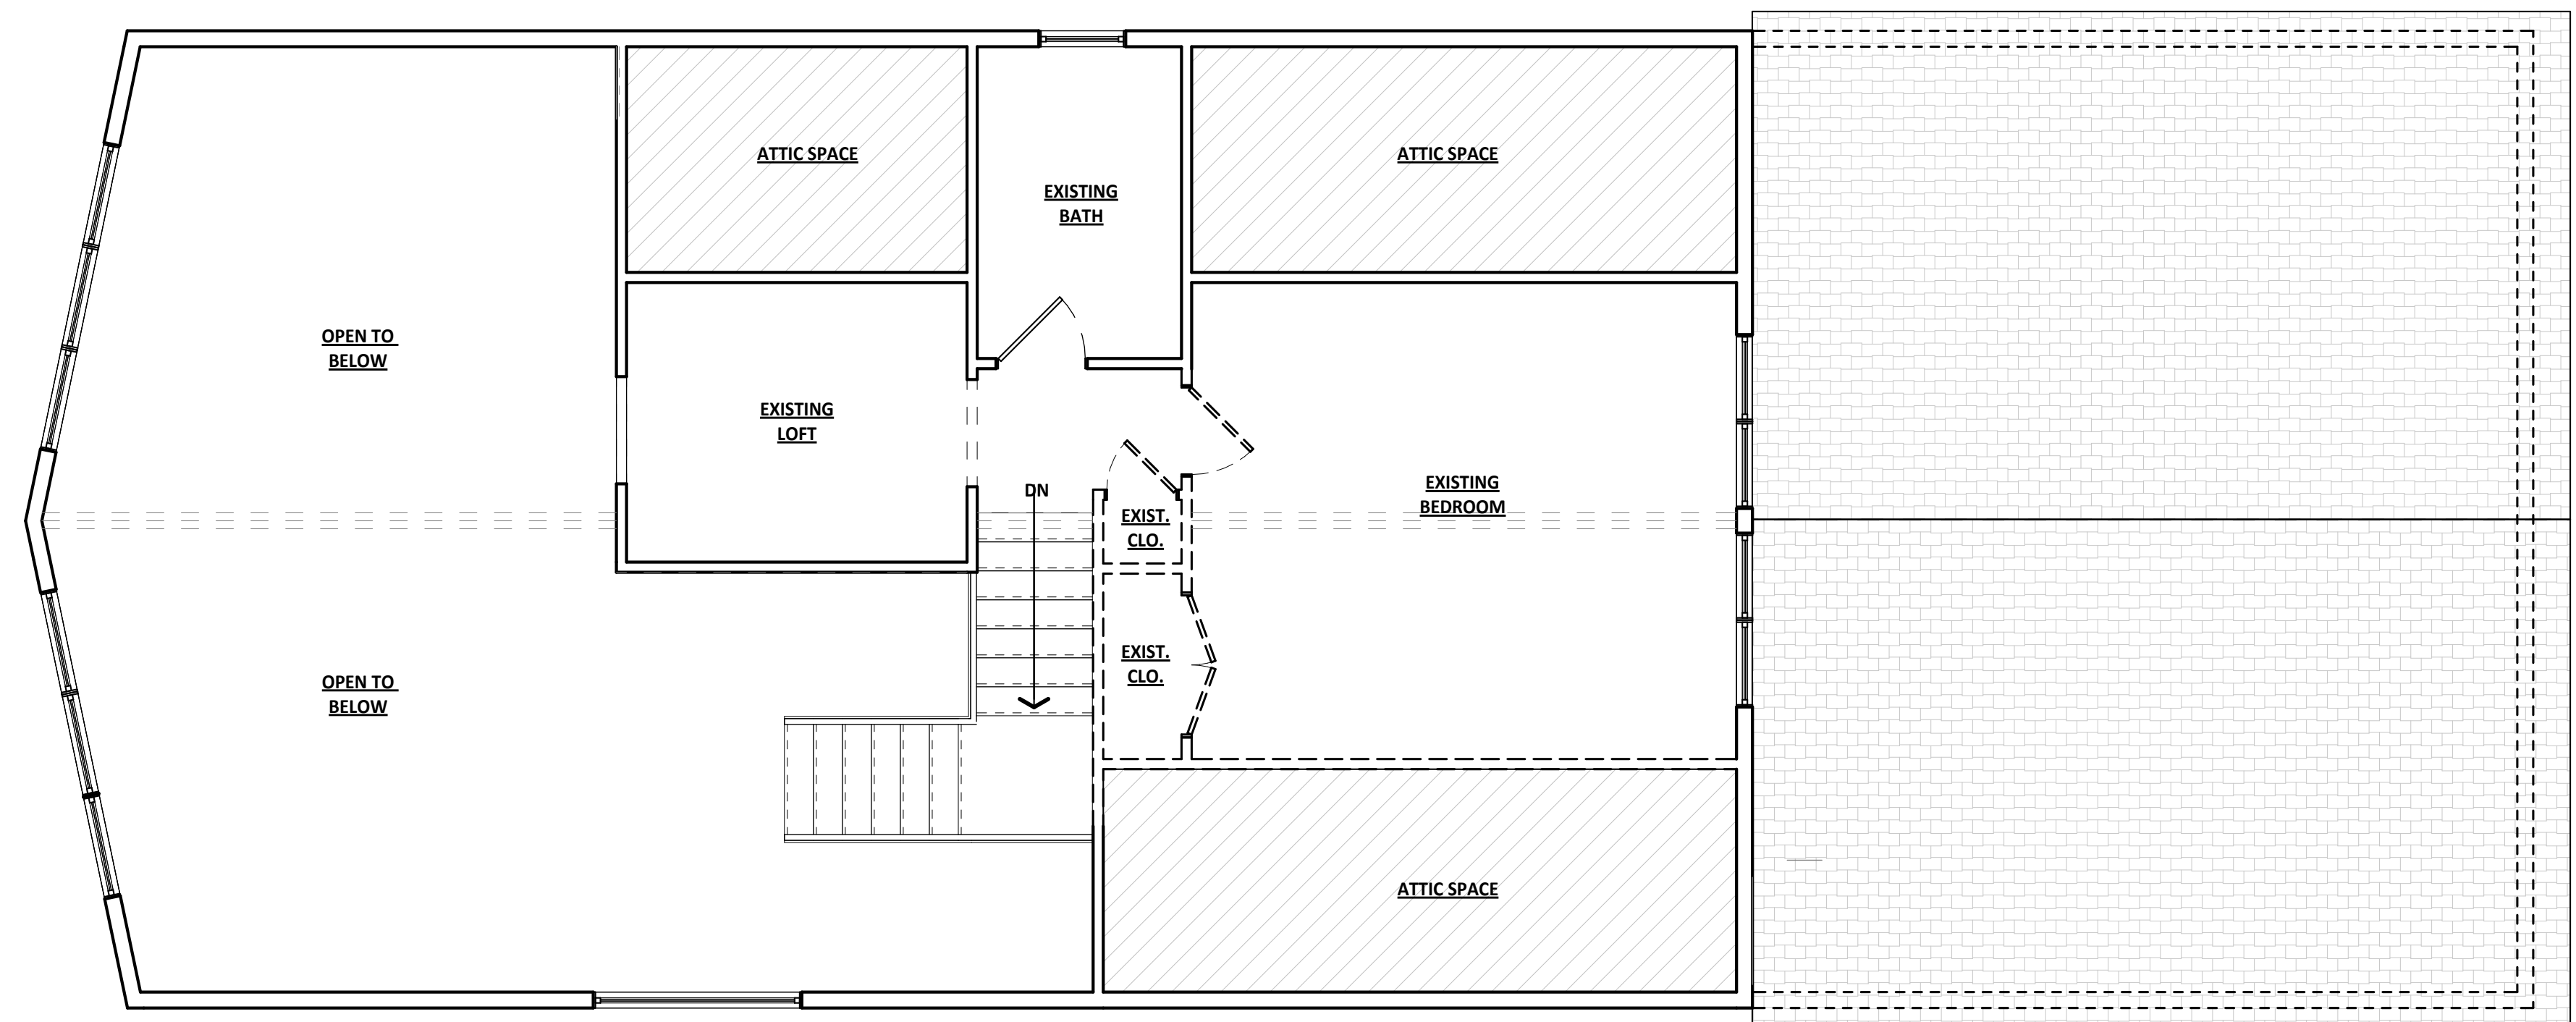 ATTIC SPACE
ATTIC SPACE
EXISTING
BATH
OPEN TO
BELOW
EXISTING
LOFT
EXISTING
BEDROOM
DN
EXIST.
CLO.
EXIST.
CLO.
OPEN TO
BELOW
ATTIC SPACE